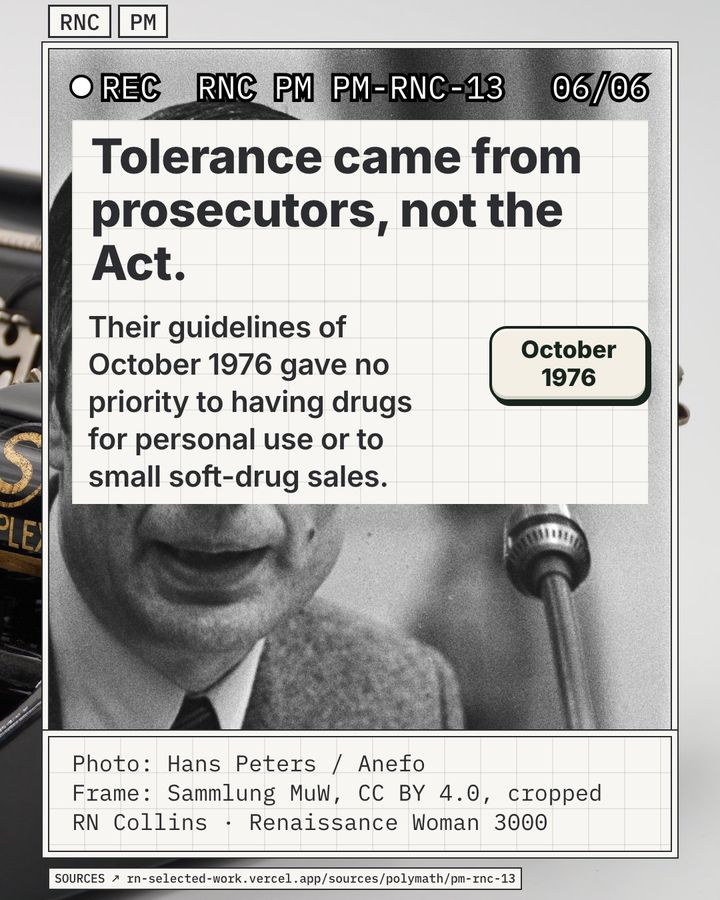 RNC PM
REC RNC PM PM-RNC-13 06/06
Tolerance came from
prosecutors, not the
Act.
Their guidelines of
October 1976 gave no
priority to having drugs
for personal use or to
small soft-drug sales.
October
1976
Photo: Hans Peters / Anefo
Frame: Sammlung MuW, CC BY 4.0, cropped
RN Collins · Renaissance Woman 3000
SOURCES ↗ rn-selected-work.vercel.app/sources/polymath/pm-rnc-13